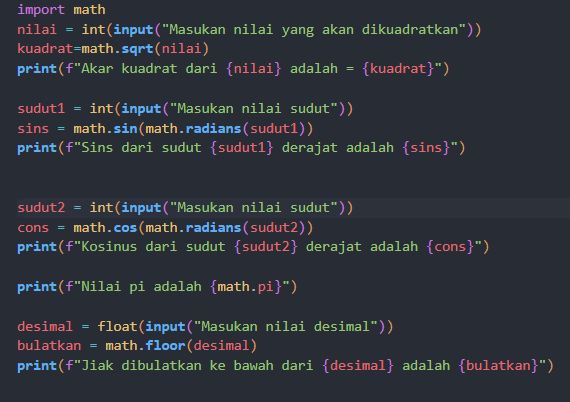 import math
nilai = int(input("Masukan nilai yang akan dikuadratkan"))
kuadrat=math.sqrt(nilai)
print(f"Akar kuadrat dari {nilai} adalah = {kuadrat}")
sudut1 = int(input("Masukan nilai sudut"))
sins = math.sin(math.radians(sudut1))
print(f"Sins dari sudut {sudut1} derajat adalah {sins}")
sudut2 = int(input("Masukan nilai sudut"))
cons = math.cos(math.radians(sudut2))
print(f"Kosinus dari sudut {sudut2} derajat adalah {cons}")
print(f"Nilai pi adalah {math.pi}")
desimal = float(input("Masukan nilai desimal"))
bulatkan = math.floor(desimal)
print(f"Jiak dibulatkan ke bawah dari {desimal} adalah {bulatkan}")